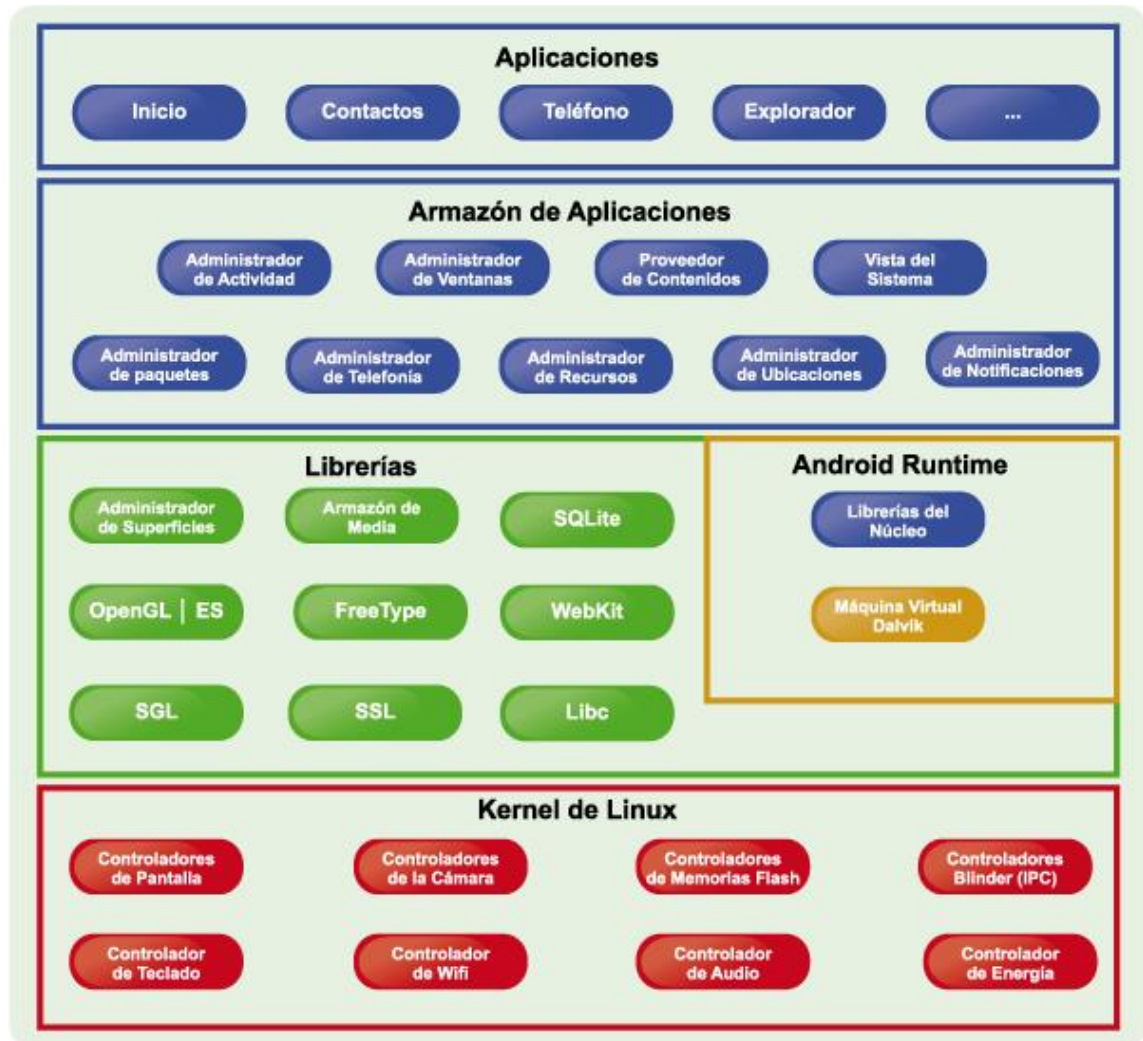 Aplicaciones
Inicio
Contactos
Teléfono
Explorador
...
Armazón de Aplicaciones
Administrador
de Actividad
Administrador
de Ventanas
Proveedor
de Contenidos
Vista del
Sistema
Administrador
de paquetes
Administrador
de Telefonía
Administrador
de Recursos
Administrador
de Ubicaciones
Administrador
de Notificaciones
Librerías
Administrador
de Superficies
Armazón de
Media
SQLite
OpenGL | ES
FreeType
WebKit
SGL
SSL
Libc
Android Runtime
Librerías del
Núcleo
Máquina Virtual
Dalvik
Kernel de Linux
Controladores
de Pantalla
Controladores
de la Cámara
Controladores
de Memorias Flash
Controladores
Blinder (IPC)
Controlador
de Teclado
Controlador
de Wifi
Controlador
de Audio
Controlador
de Energía